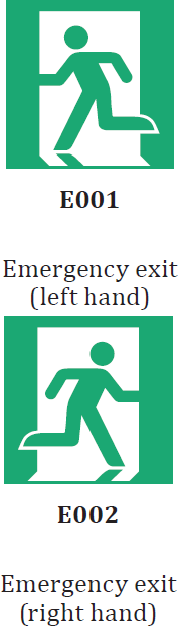 E001
Emergency exit
(left hand)
E002
Emergency exit
(right hand)